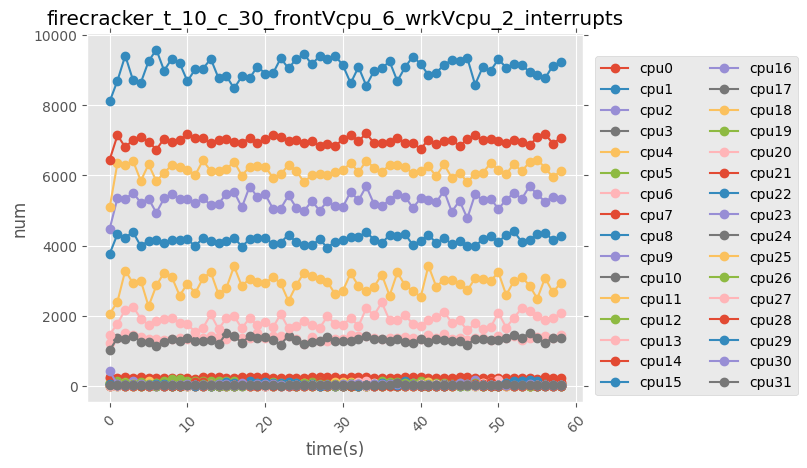 firecracker_t_10_c_30_frontVcpu_6_wrkVcpu_2_interrupts
10000
8000
6000
4000
2000
0
num
0
10
20
30
40
50
60
time(s)
cpu0
cpu1
cpu2
cpu3
cpu4
cpu5
cpu6
cpu7
cpu8
cpu9
cpu10
cpu11
cpu12
cpu13
cpu14
cpu15
cpu16
cpu17
cpu18
cpu19
cpu20
cpu21
cpu22
cpu23
cpu24
cpu25
cpu26
cpu27
cpu28
cpu29
cpu30
cpu31